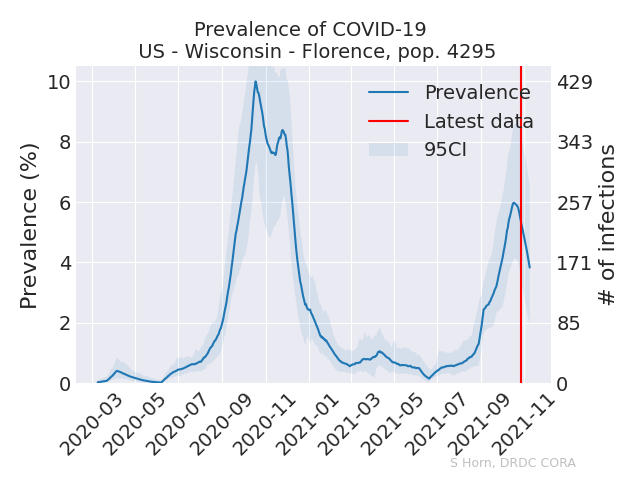 Prevalence of COVID-19
US - Wisconsin - Florence, pop. 4295
Prevalence (%)
10
8
6
4
2
0
Prevalence
Latest data
95CI
429
343
257
171
85
0
# of infections
2020-03
2020-05
2020-07
2020-09
2020-11
2021-01
2021-03
2021-05
2021-07
2021-09
2021-11
S Horn, DRDC CORA